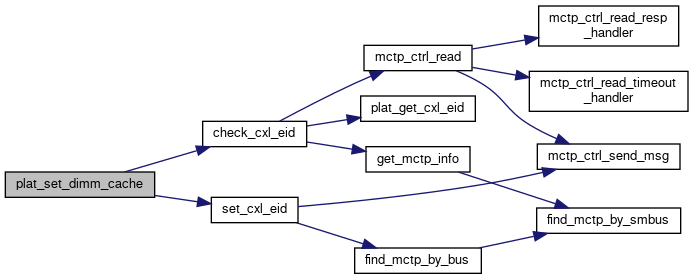 plat_set_dimm_cache
check_cxl_eid
set_cxl_eid
mctp_ctrl_read
plat_get_cxl_eid
get_mctp_info
find_mctp_by_bus
mctp_ctrl_read_resp
_handler
mctp_ctrl_read_timeout
_handler
mctp_ctrl_send_msg
find_mctp_by_smbus